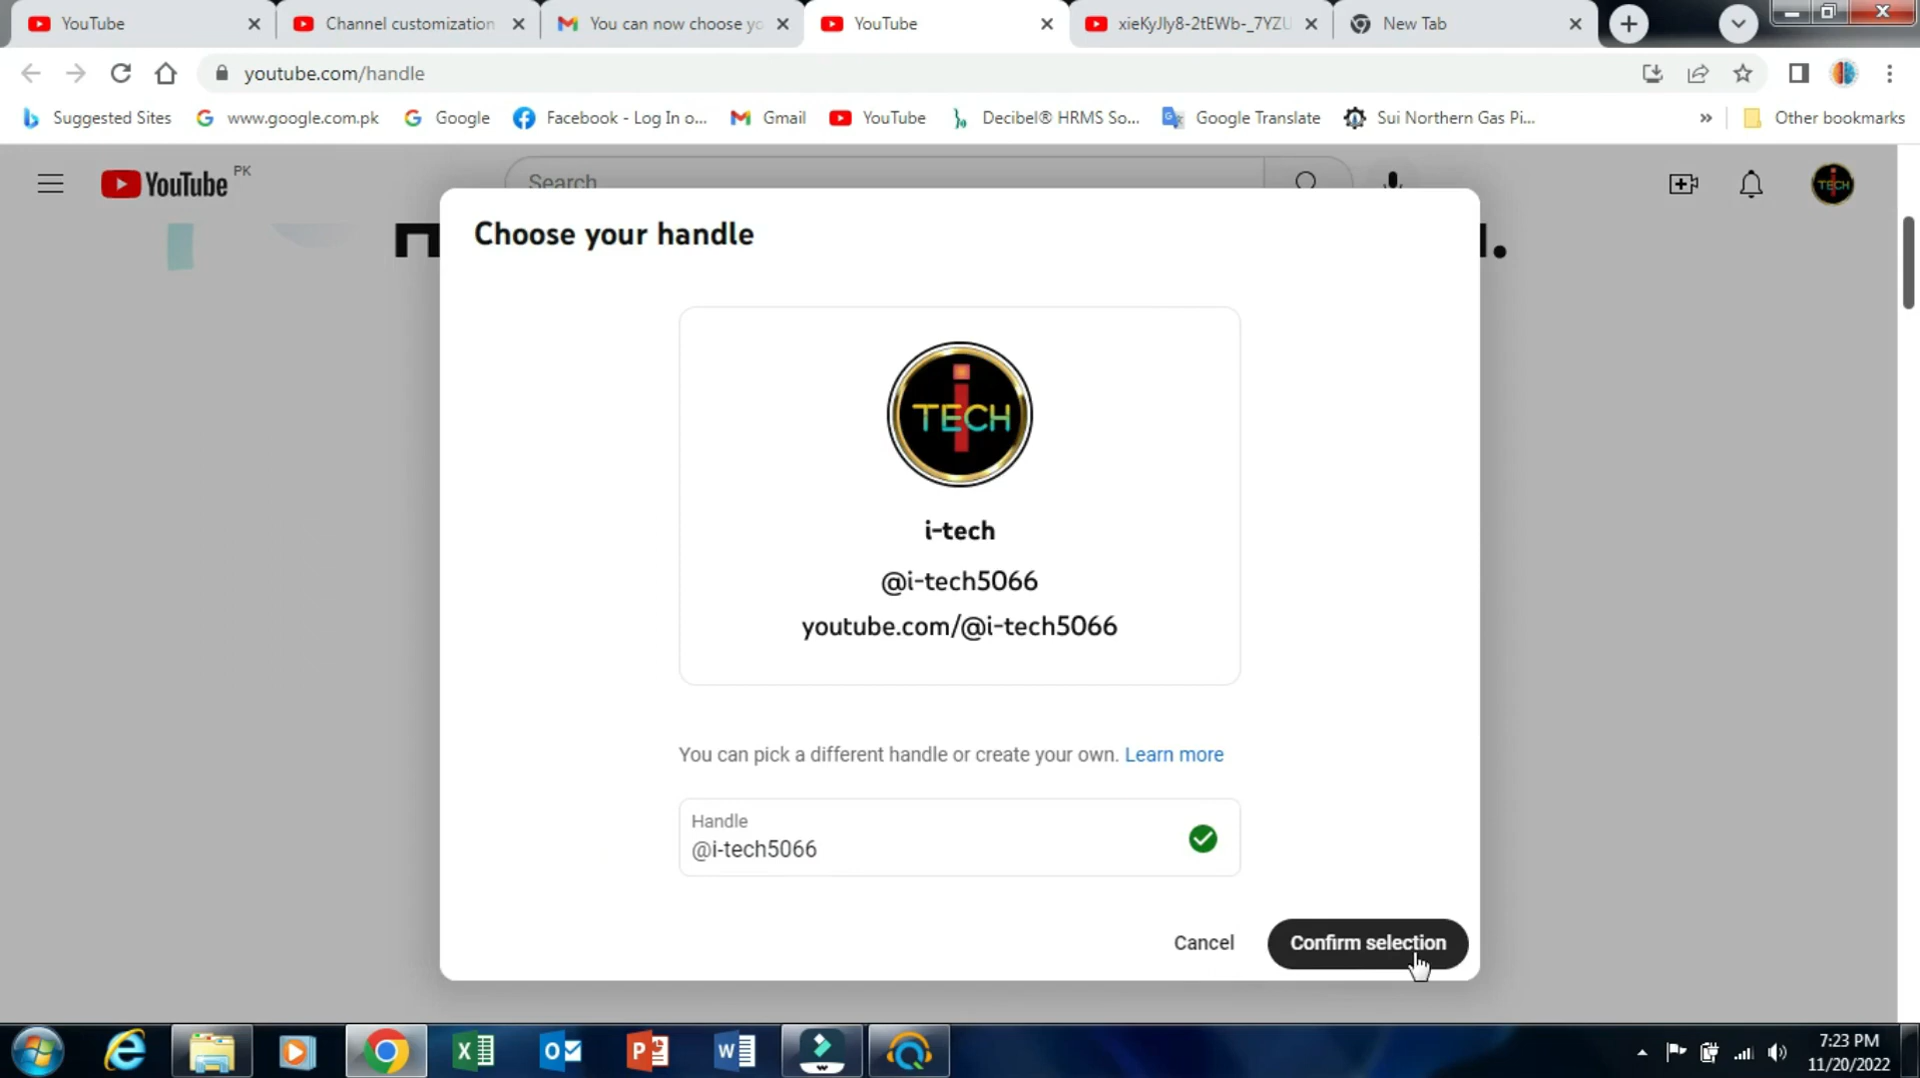 YouTube
Channel customization
You can now choose yo
YouTube
xieKyJly8-2tEWb-_7YZU
New Tab
youtube.com/handle
Suggested Sites
www.google.com.pk
Google
Facebook - Log In o...
Gmail
YouTube
Decibel® HRMS So...
Google Translate
Sui Northern Gas Pi...
»
Other bookmarks
YouTube PK
Search
TECH
Choose your handle
i
TECH
i-tech
@i-tech5066
youtube.com/@i-tech5066
You can pick a different handle or create your own. Learn more
Handle
@i-tech5066
Cancel
Confirm selection
7:23 PM
11/20/2022